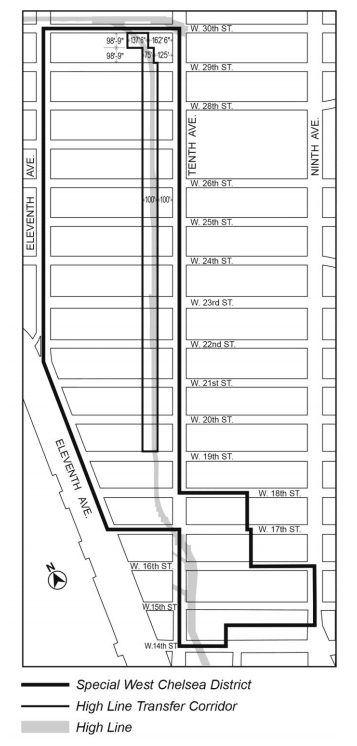 W. 30th ST.
98'-9" 137'6" 162'6"
98'-9" 75' 125'
W. 29th ST.
W. 28th ST.
TENTH AVE.
NINTH AVE.
ELEVENTH AVE.
W. 26th ST.
100' 100'
W. 25th ST.
W. 24th ST.
W. 23rd ST.
W. 22nd ST.
W. 21st ST.
W. 20th ST.
W. 19th ST.
ELEVENTH AVE.
W. 18th ST.
W. 17th ST.
W. 16th ST.
N
W.15th ST
W.14th ST.
Special West Chelsea District
High Line Transfer Corridor
High Line